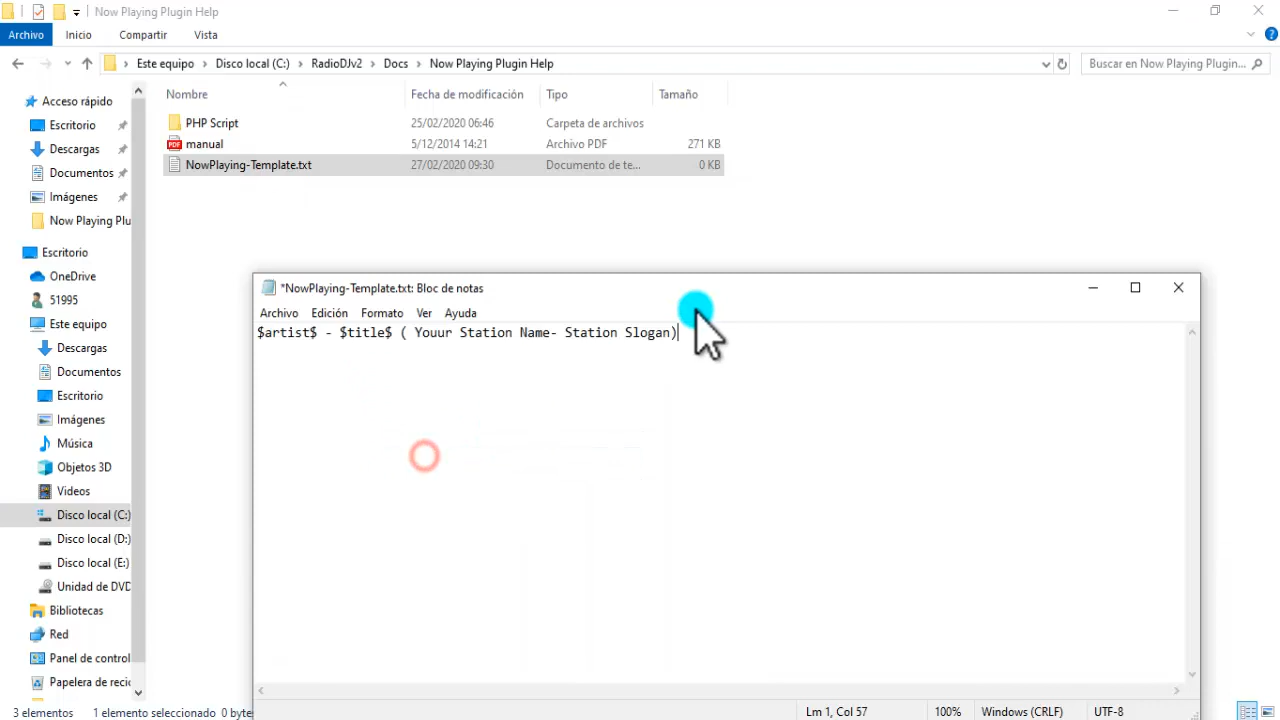 Now Playing Plugin Help
Archivo Inicio Compartir Vista
Este equipo > Disco local (C:) > RadioDJv2 > Docs > Now Playing Plugin Help
Buscar en Now Playing Plugin...
Nombre Fecha de modificación Tipo Tamaño
PHP Script 25/02/2020 06:46 Carpeta de archivos
manual 5/12/2014 14:21 Archivo PDF 271 KB
NowPlaying-Template.txt 27/02/2020 09:30 Documento de te... 0 KB
Acceso rápido
Escritorio
Descargas
Documentos
Imágenes
Now Playing Plu
Escritorio
OneDrive
51995
Este equipo
Descargas
Documentos
Escritorio
Imágenes
Música
Objetos 3D
Videos
Disco local (C:)
Disco local (D:)
Disco local (E:)
Unidad de DVD
Bibliotecas
Red
Panel de control
Papelera de reci
3 elementos 1 elemento seleccionado 0 byte
*NowPlaying-Template.txt: Bloc de notas
Archivo Edición Formato Ver Ayuda
$artist$ - $title$ ( Youur Station Name- Station Slogan)
Ln 1, Col 57 100% Windows (CRLF) UTF-8